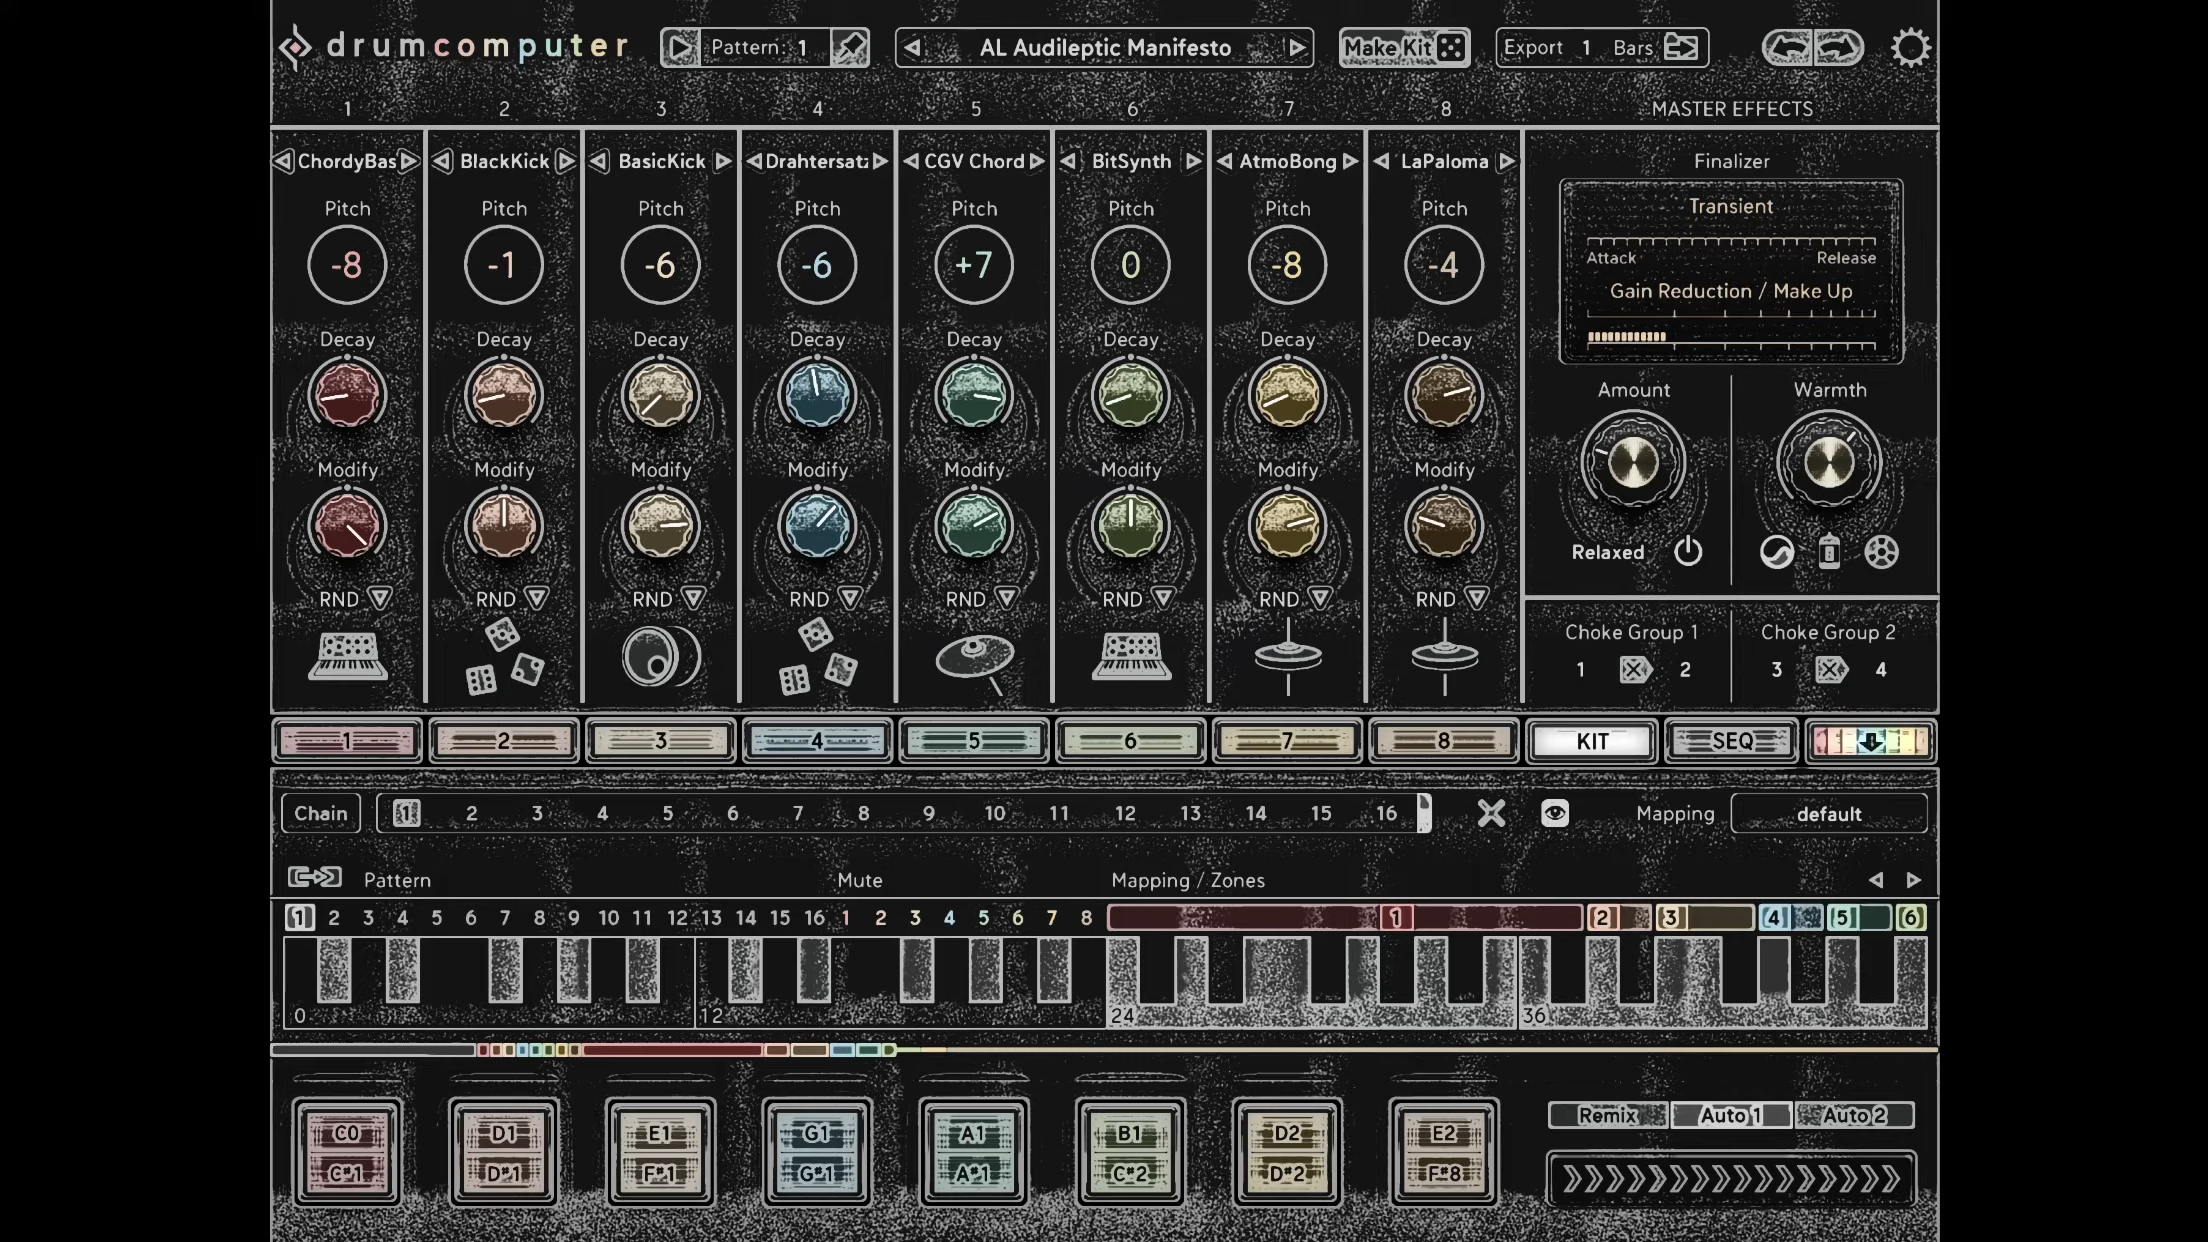 drumcomputer Pattern: 1 AL Audileptic Manifesto Make Kit Export 1 Bars
1 2 3 4 5 6 7 8 MASTER EFFECTS
ChordyBas BlackKick BasicKick Drahtersatz CGV Chord BitSynth AtmoBong LaPaloma Finalizer
Pitch Pitch Pitch Pitch Pitch Pitch Pitch Pitch Transient
-8 -1 -6 -6 +7 0 -8 -4 Attack Release
Gain Reduction / Make Up
Decay Decay Decay Decay Decay Decay Decay Decay
Amount Warmth
Modify Modify Modify Modify Modify Modify Modify Modify
Relaxed
RND RND RND RND RND RND RND RND
Choke Group 1 Choke Group 2
1 2 3 4
1 2 3 4 5 6 7 8 KIT SEQ
Chain 1 2 3 4 5 6 7 8 9 10 11 12 13 14 15 16 Mapping default
Pattern Mute Mapping / Zones
1 2 3 4 5 6 7 8 9 10 11 12 13 14 15 16 1 2 3 4 5 6 7 8 1 2 3 4 5 6
0 12 24 36
C0 D1 E1 G1 A1 B1 D2 E2 Remix Auto 1 Auto 2
C#1 D#1 F#1 G#1 A#1 C#2 D#2 F#8